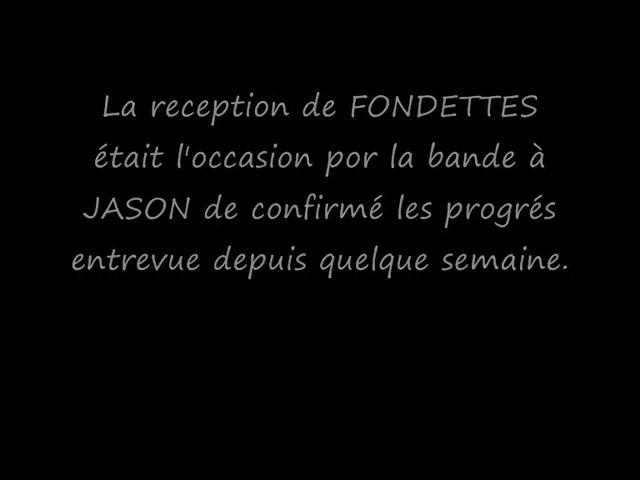 La reception de FONDETTES
était l'occasion por la bande à
JASON de confirmé les progrés
entrevue depuis quelque semaine.